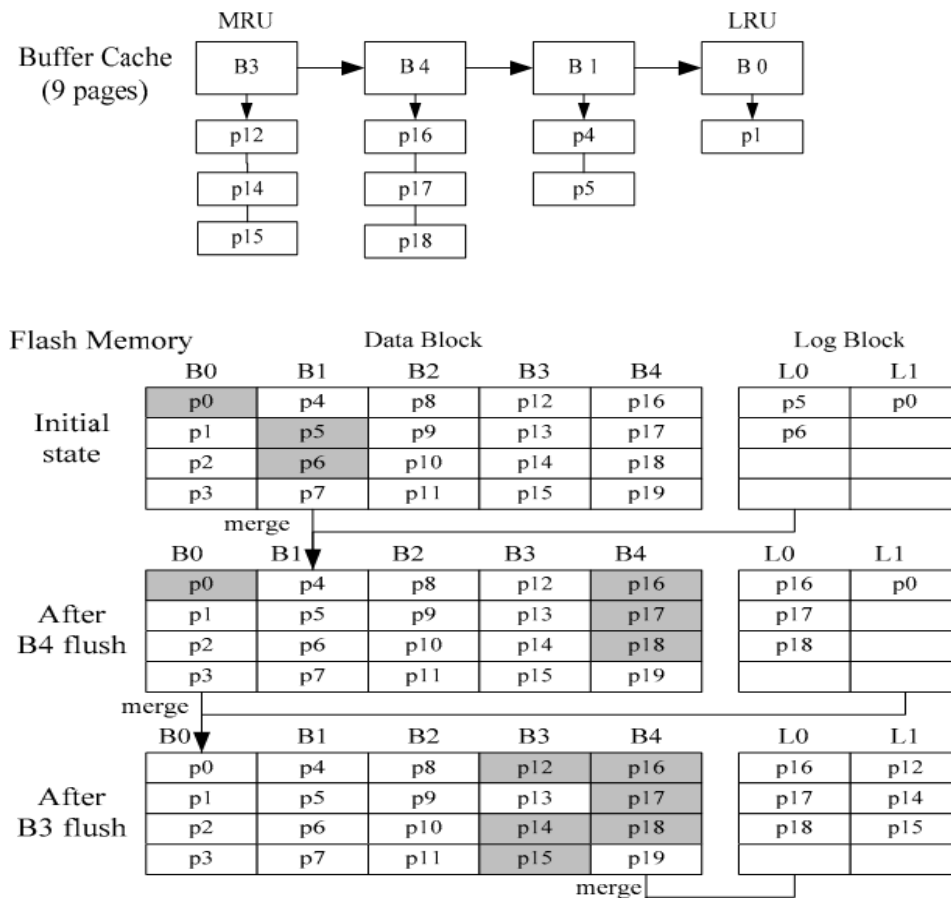 MRU LRU
Buffer Cache
(9 pages)
B3 B 4 B 1 B 0
p12 p16 p4 p1
p14 p17 p5
p15 p18
Flash Memory Data Block Log Block
B0 B1 B2 B3 B4 L0 L1
Initial
state
p0 p4 p8 p12 p16 p5 p0
p1 p5 p9 p13 p17 p6
p2 p6 p10 p14 p18
p3 p7 p11 p15 p19
merge
B0 B1 B2 B3 B4 L0 L1
After
B4 flush
p0 p4 p8 p12 p16 p16 p0
p1 p5 p9 p13 p17 p17
p2 p6 p10 p14 p18 p18
p3 p7 p11 p15 p19
merge
B0 B1 B2 B3 B4 L0 L1
After
B3 flush
p0 p4 p8 p12 p16 p16 p12
p1 p5 p9 p13 p17 p17 p14
p2 p6 p10 p14 p18 p18 p15
p3 p7 p11 p15 p19
merge